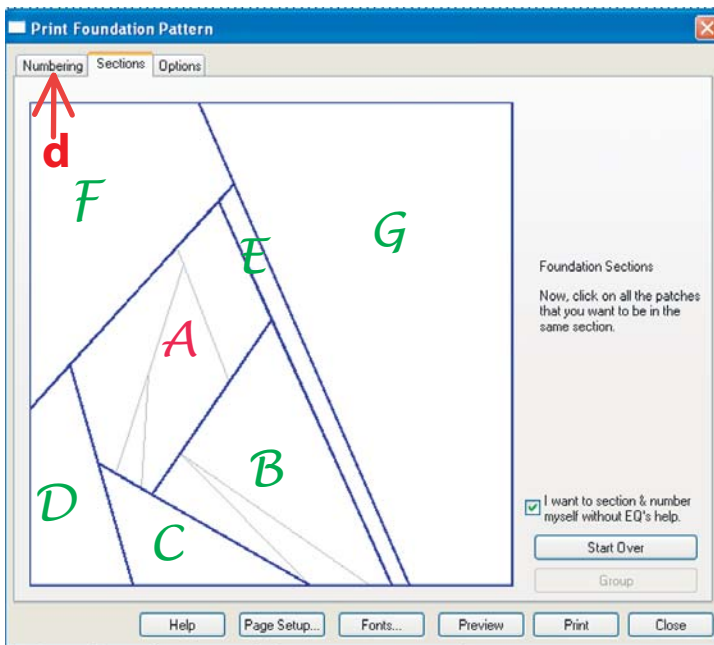 Print Foundation Pattern
Numbering Sections Options
d
F
G
E
Foundation Sections
Now, click on all the patches
that you want to be in the
same section.
A
B
D
C
I want to section & number
myself without EQ's help.
Start Over
Group
Help Page Setup... Fonts... Preview Print Close